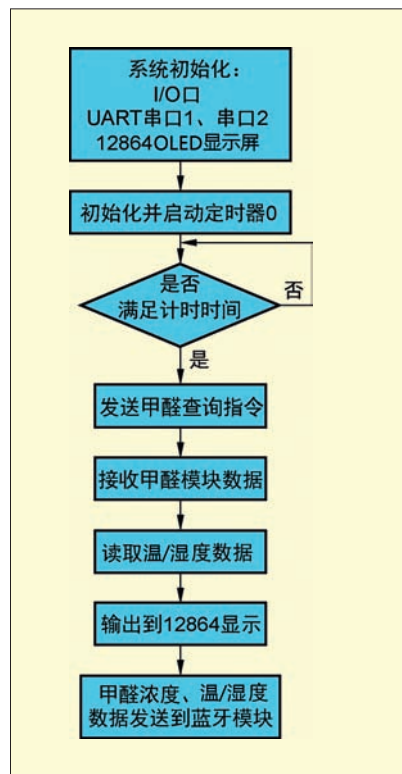 系统初始化：
I/O口
UART串口1、串口2
12864OLED显示屏
初始化并启动定时器0
是否
满足计时时间
否
是
发送甲醛查询指令
接收甲醛模块数据
读取温/湿度数据
输出到12864显示
甲醛浓度、温/湿度
数据发送到蓝牙模块